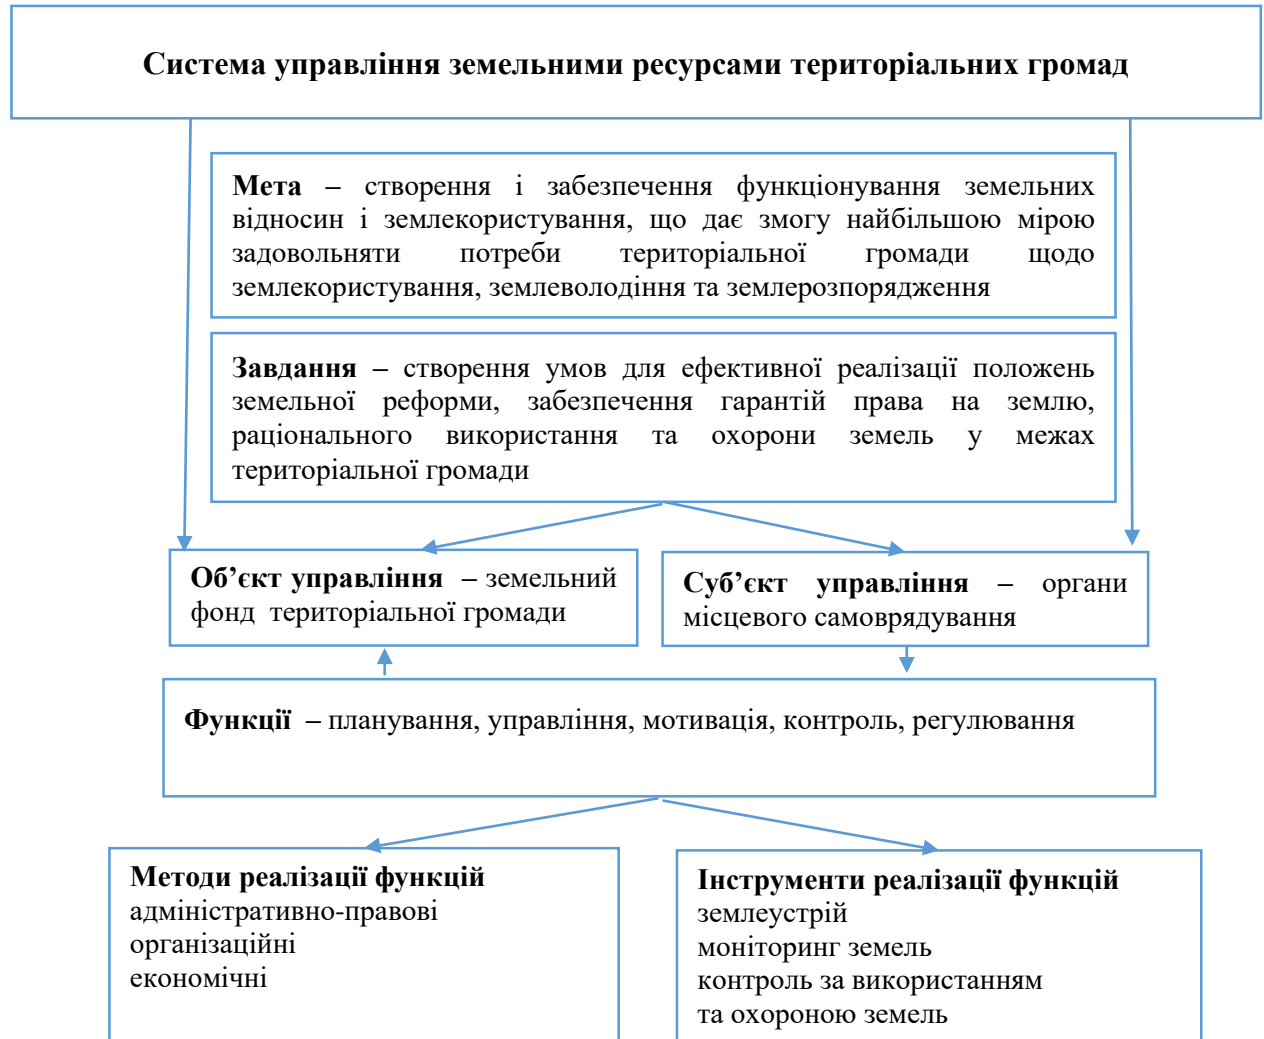 Система управління земельними ресурсами територіальних громад
Мета – створення і забезпечення функціонування земельних
відносин і землекористування, що дає змогу найбільшою мірою
задовольняти потреби територіальної громади щодо
землекористування, землеволодіння та землерозпорядження
Завдання – створення умов для ефективної реалізації положень
земельної реформи, забезпечення гарантій права на землю,
раціонального використання та охорони земель у межах
територіальної громади
Об’єкт управління – земельний
фонд територіальної громади
Суб’єкт управління – органи
місцевого самоврядування
Функції – планування, управління, мотивація, контроль, регулювання
Методи реалізації функцій
адміністративно-правові
організаційні
економічні
Інструменти реалізації функцій
землеустрій
моніторинг земель
контроль за використанням
та охороною земель